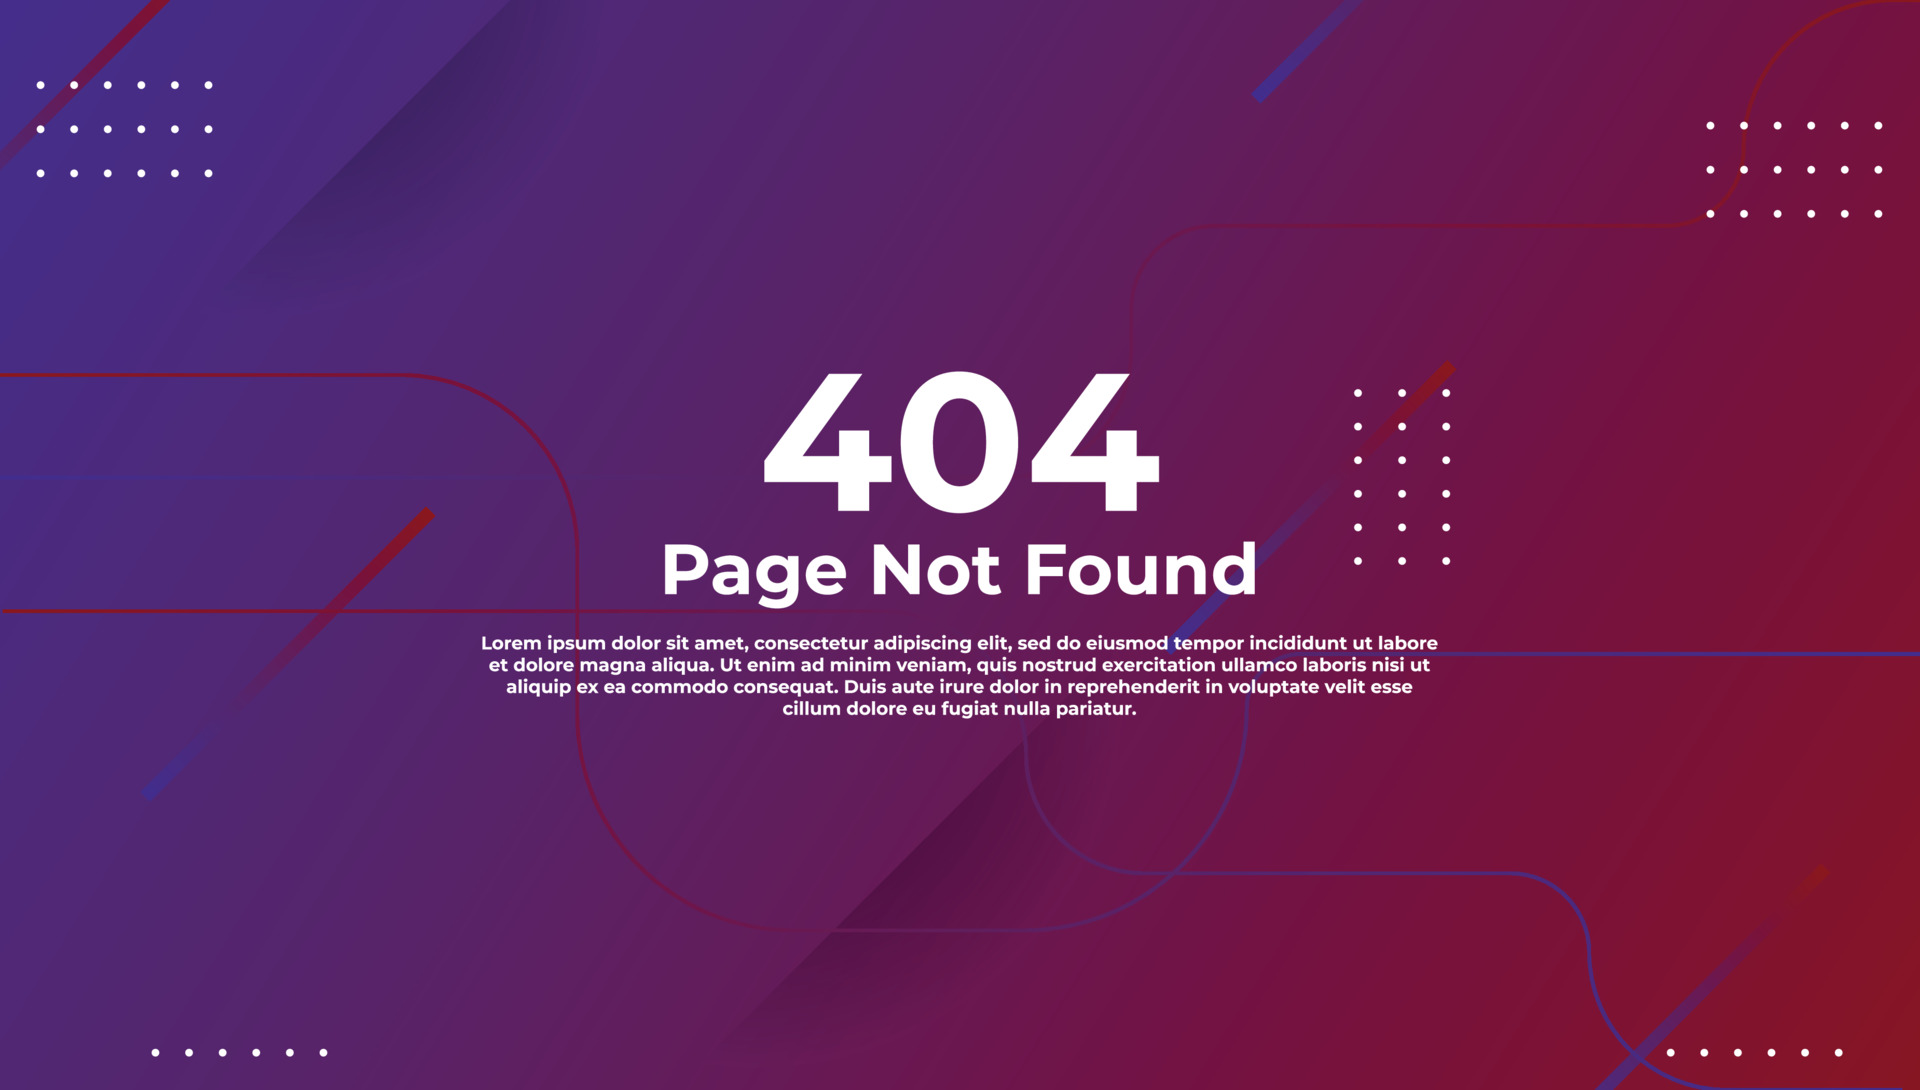 404
Page Not Found
Lorem ipsum dolor sit amet, consectetur adipiscing elit, sed do eiusmod tempor incididunt ut labore
et dolore magna aliqua. Ut enim ad minim veniam, quis nostrud exercitation ullamco laboris nisi ut
aliquip ex ea commodo consequat. Duis aute irure dolor in reprehenderit in voluptate velit esse
cillum dolore eu fugiat nulla pariatur.